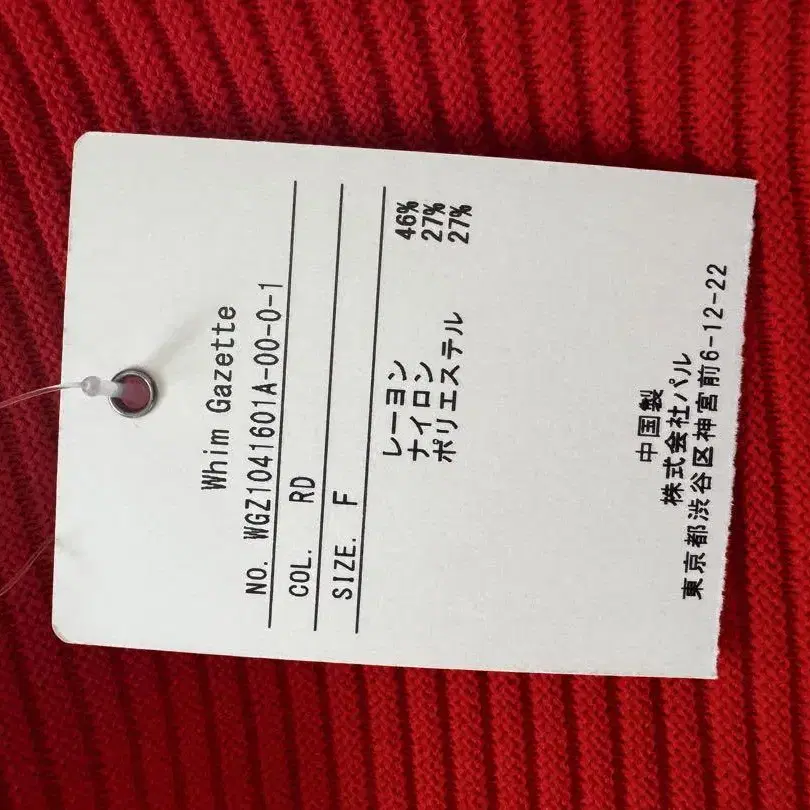 Whim Gazette
NO. WGZ1041601A-00-0-1
COL. RD
SIZE. F
レーヨン 46%
ナイロン 27%
ポリエステル 27%
中国製
株式会社パル
東京都渋谷区神宮前6-12-22